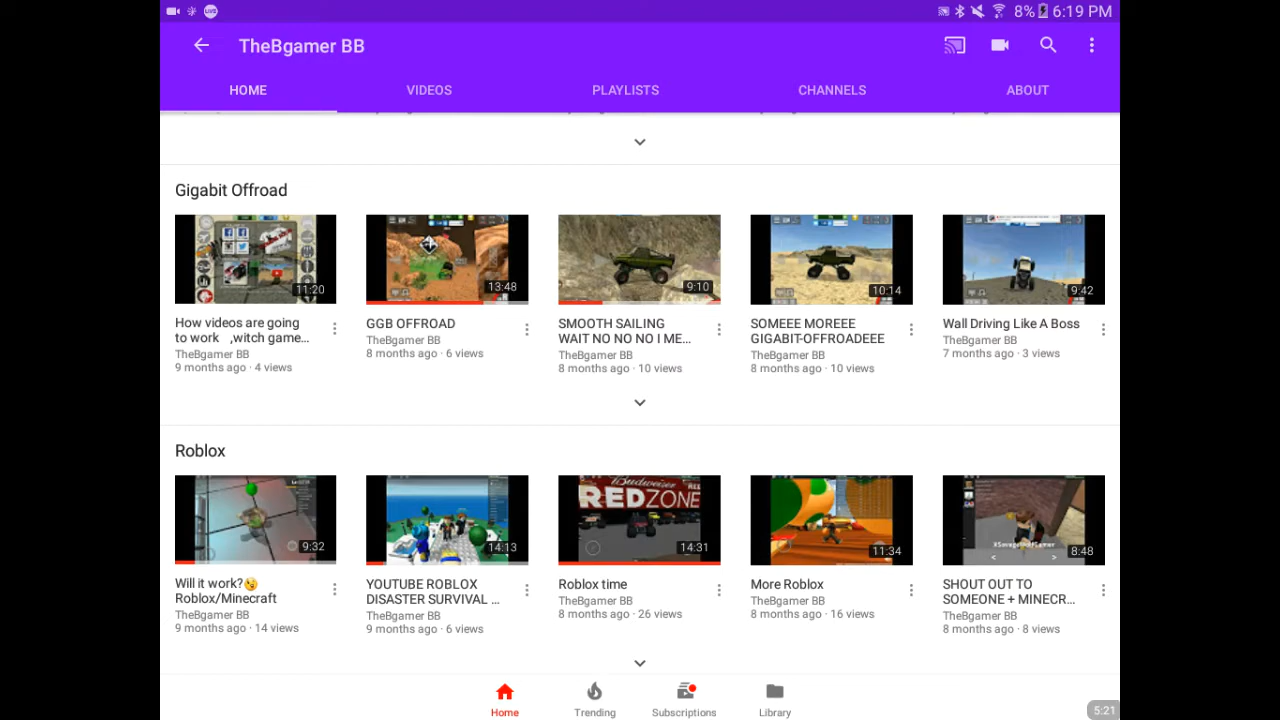 LIVE
8% 6:19 PM
TheBgamer BB
HOME VIDEOS PLAYLISTS CHANNELS ABOUT
Gigabit Offroad
11:20 13:48 9:10 10:14 9:42
How videos are going
to work ,witch game...
TheBgamer BB
9 months ago · 4 views
GGB OFFROAD
TheBgamer BB
8 months ago · 6 views
SMOOTH SAILING
WAIT NO NO NO I ME...
TheBgamer BB
8 months ago · 10 views
SOMEEE MOREEE
GIGABIT-OFFROADEEE
TheBgamer BB
8 months ago · 10 views
Wall Driving Like A Boss
TheBgamer BB
7 months ago · 3 views
Roblox
Budweiser
REDZONE
9:32 14:13 14:31 11:34 8:48
Will it work?😘
Roblox/Minecraft
TheBgamer BB
9 months ago · 14 views
YOUTUBE ROBLOX
DISASTER SURVIVAL ...
TheBgamer BB
9 months ago · 6 views
Roblox time
TheBgamer BB
8 months ago · 26 views
More Roblox
TheBgamer BB
8 months ago · 16 views
SHOUT OUT TO
SOMEONE + MINECR...
TheBgamer BB
8 months ago · 8 views
Home Trending Subscriptions Library
5:21